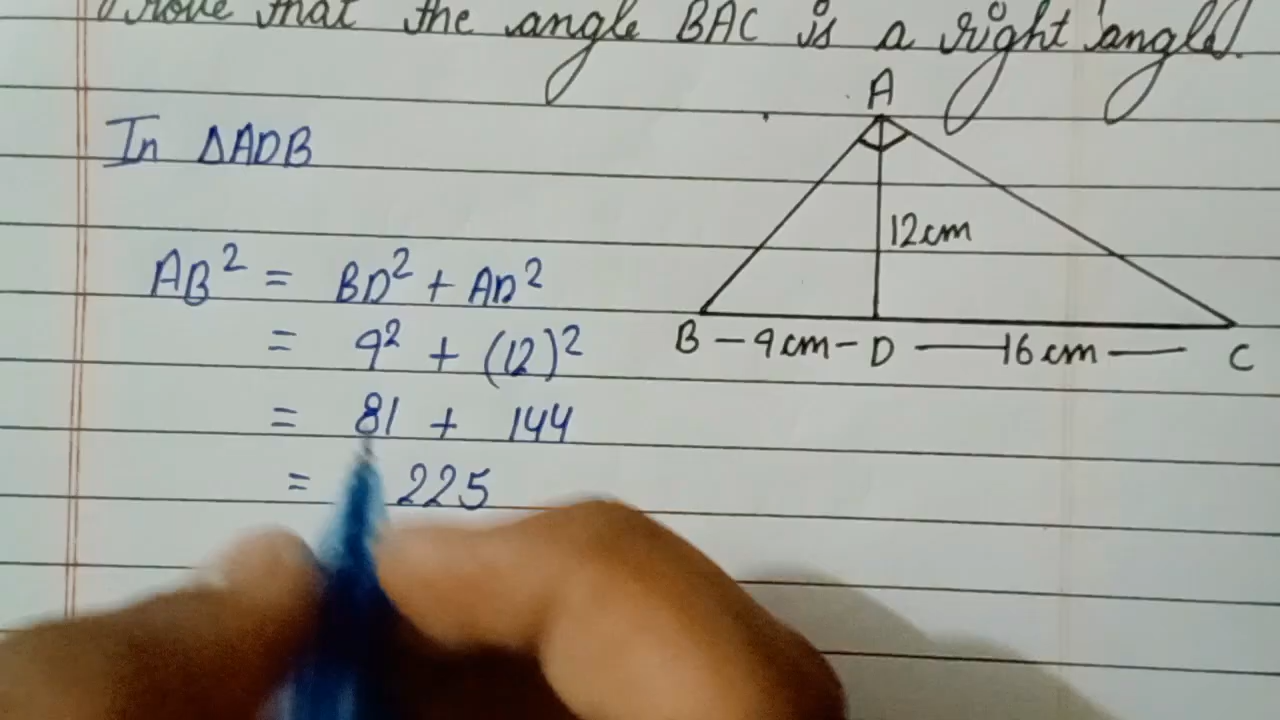 Prove that the angle BAC is a right angle.
A
In ΔADB
12cm
AB² = BD² + AD²
= 9² + (12)²
B - 9cm - D - 16cm - C
= 81 + 144
= 225